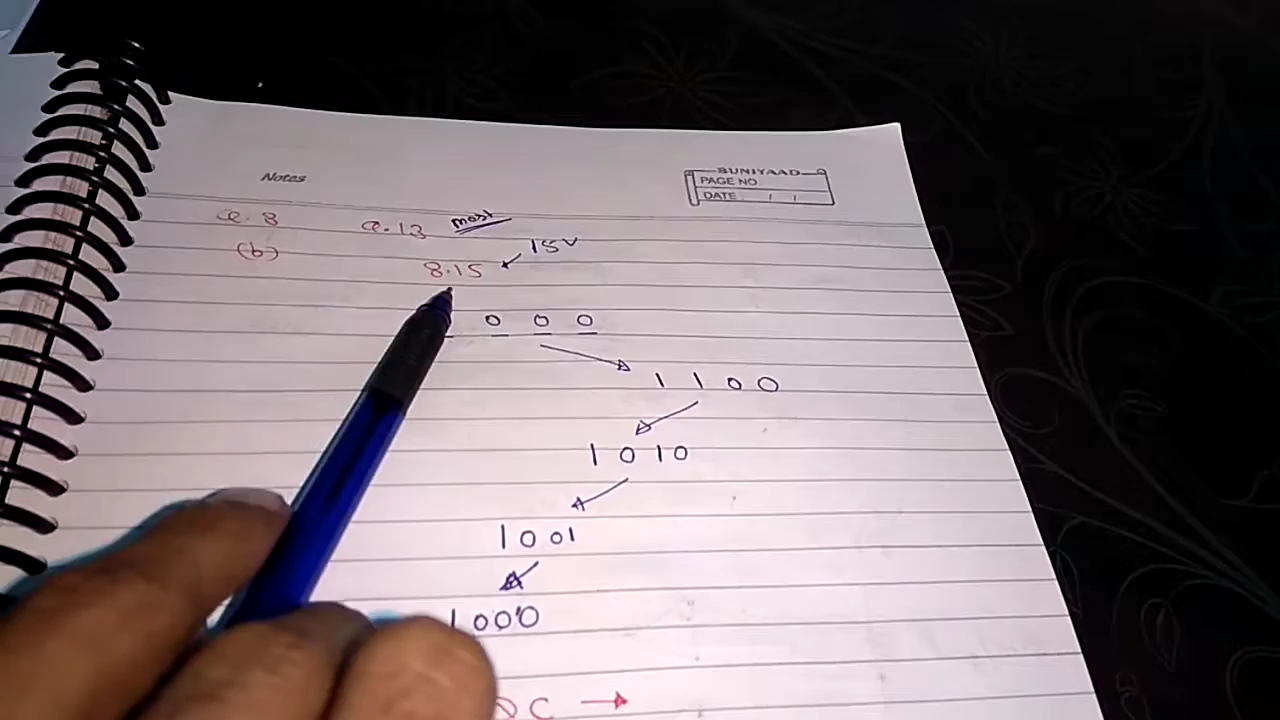 Notes
BUNIYAAD
PAGE NO
DATE / /
Q. 8 Q. 13 most
(b) 15V
8.15
0 0 0
1 1 0 0
1 0 1 0
1 0 0 1
1 0 0 0
C →